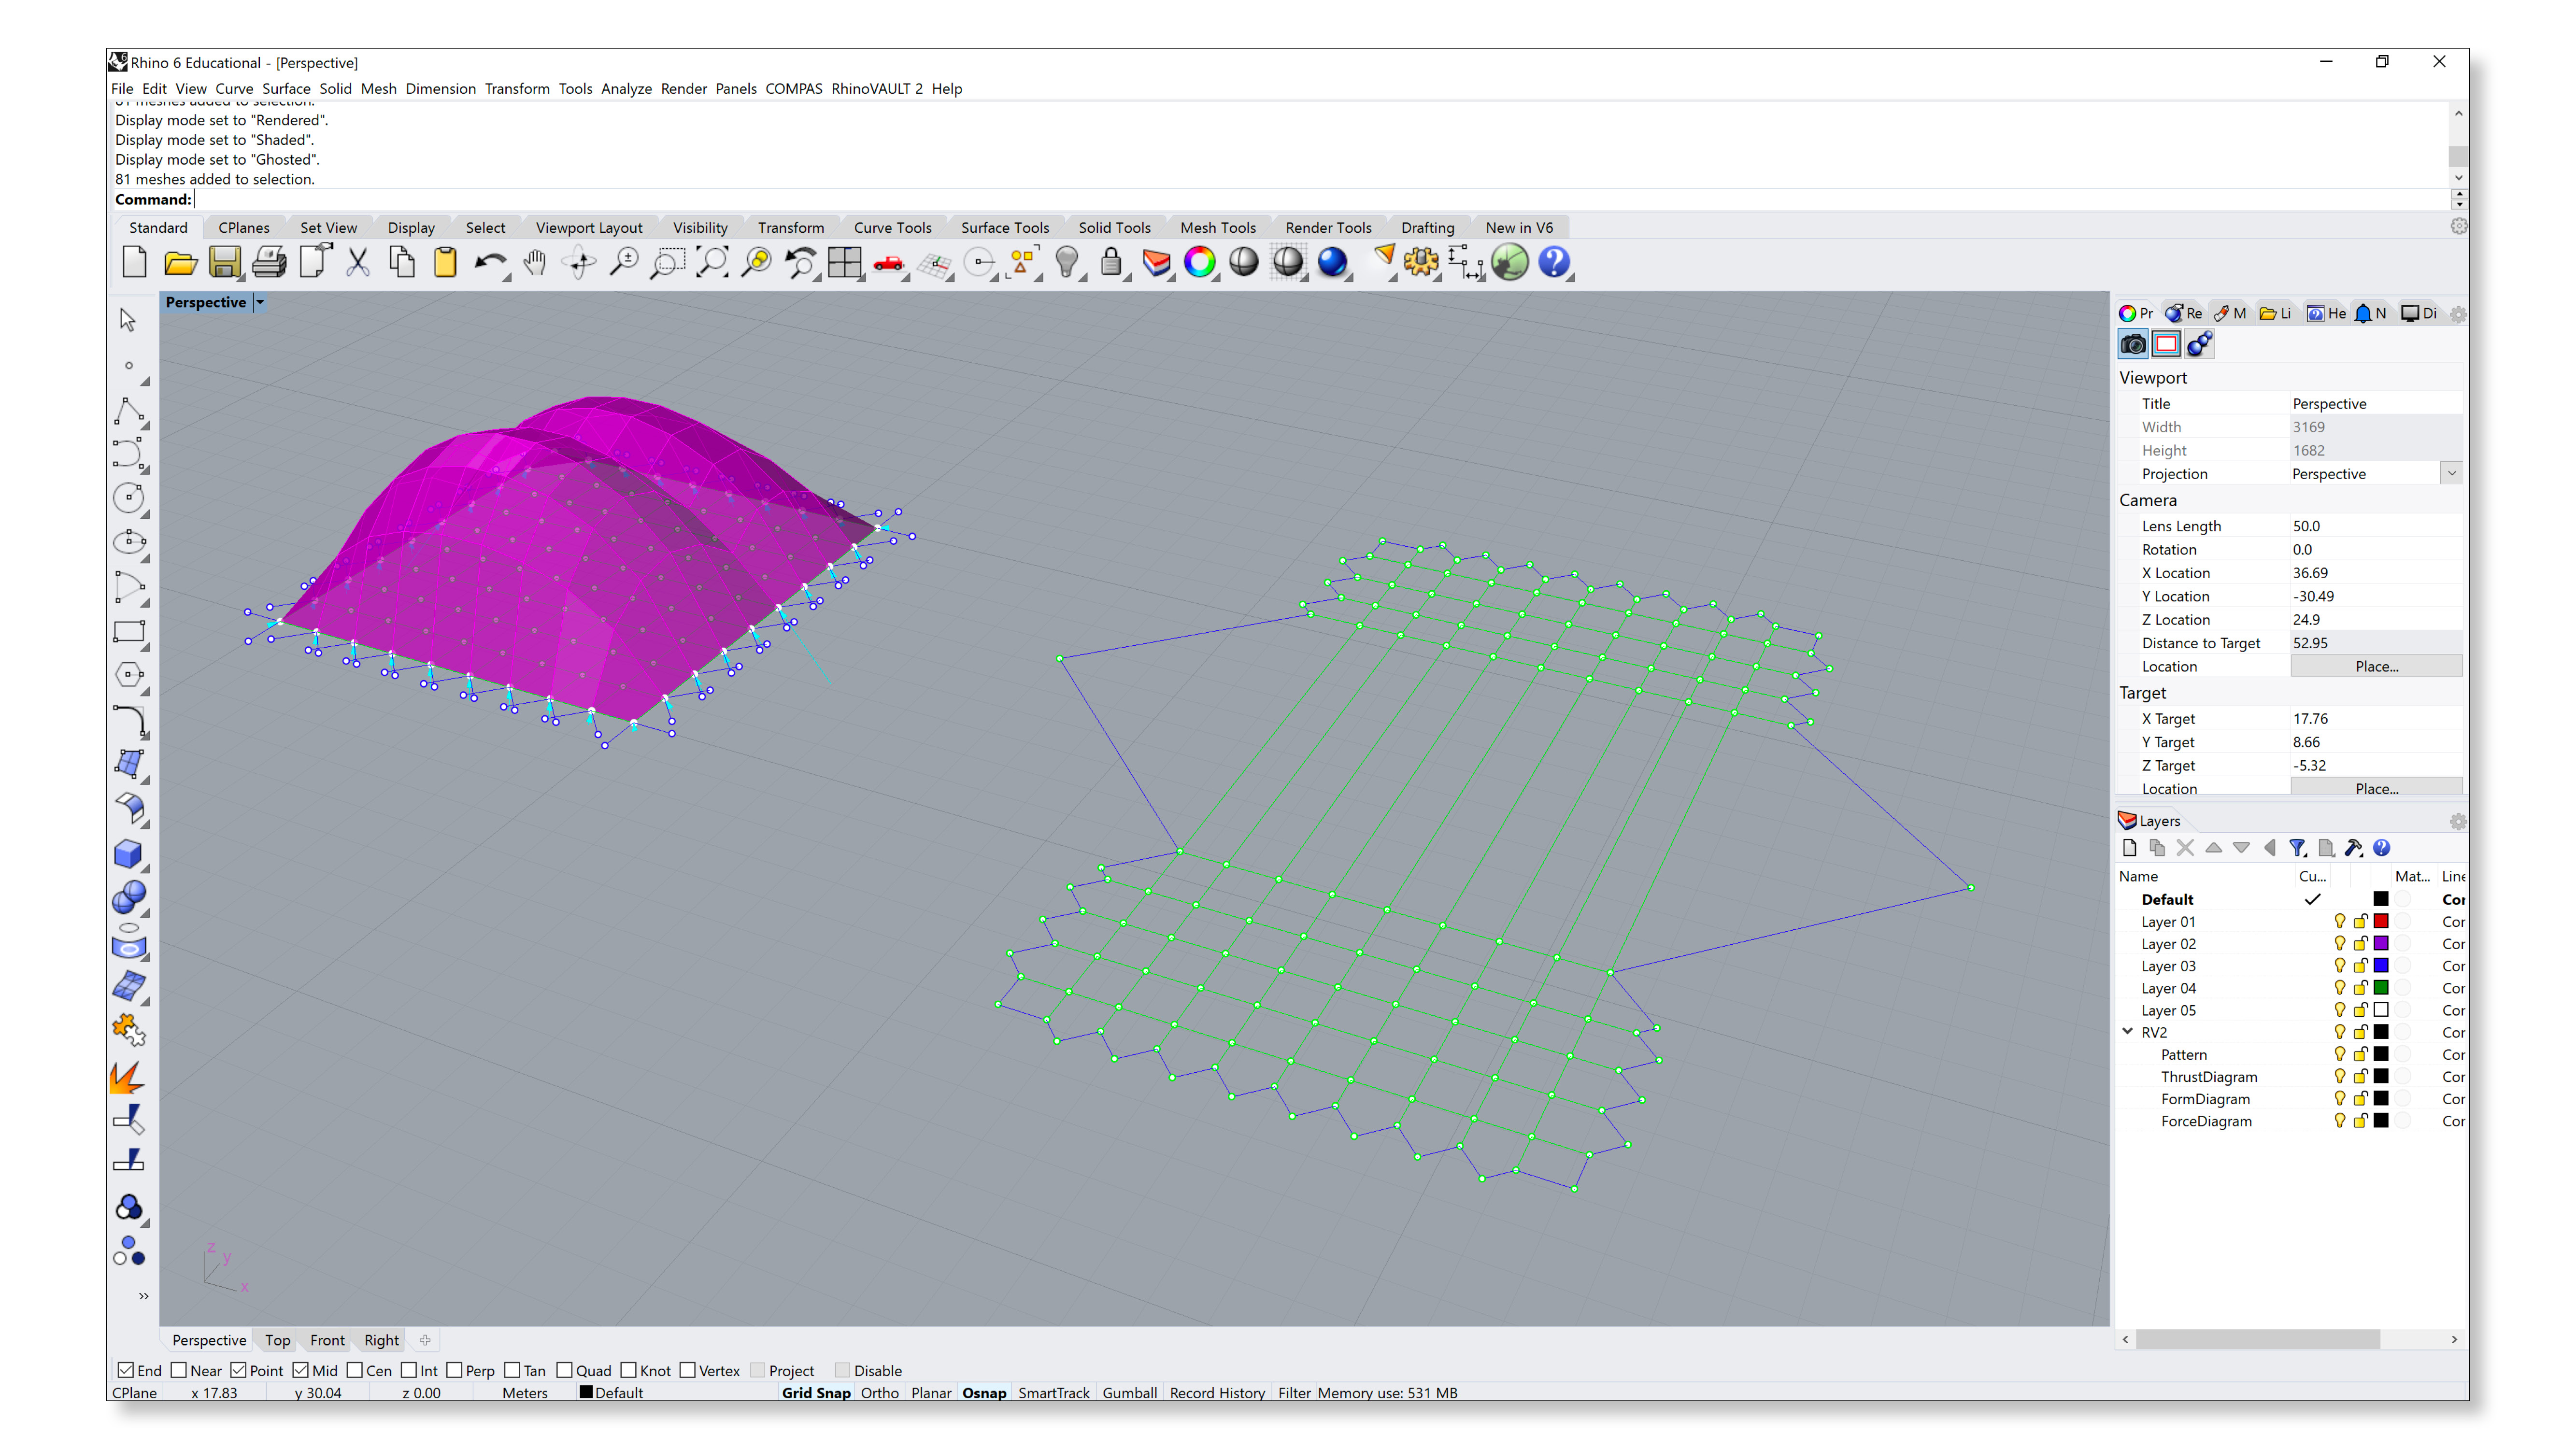 Rhino 6 Educational - [Perspective]
File Edit View Curve Surface Solid Mesh Dimension Transform Tools Analyze Render Panels COMPAS RhinoVAULT 2 Help
81 meshes added to selection.
Display mode set to "Rendered".
Display mode set to "Shaded".
Display mode set to "Ghosted".
81 meshes added to selection.
Command:
Standard CPlanes Set View Display Select Viewport Layout Visibility Transform Curve Tools Surface Tools Solid Tools Mesh Tools Render Tools Drafting New in V6
Perspective
Pr Re M Li He N Di
Viewport
Title Perspective
Width 3169
Height 1682
Projection Perspective
Camera
Lens Length 50.0
Rotation 0.0
X Location 36.69
Y Location -30.49
Z Location 24.9
Distance to Target 52.95
Location Place...
Target
X Target 17.76
Y Target 8.66
Z Target -5.32
Location Place...
Layers
Name Cu... Mat... Line
Default Cor
Layer 01 Cor
Layer 02 Cor
Layer 03 Cor
Layer 04 Cor
Layer 05 Cor
RV2 Cor
Pattern Cor
ThrustDiagram Cor
FormDiagram Cor
ForceDiagram Cor
z
y
x
Perspective Top Front Right
End Near Point Mid Cen Int Perp Tan Quad Knot Vertex Project Disable
CPlane x 17.83 y 30.04 z 0.00 Meters Default Grid Snap Ortho Planar Osnap SmartTrack Gumball Record History Filter Memory use: 531 MB